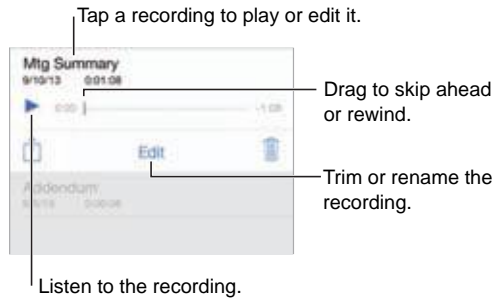 Tap a recording to play or edit it.
Mtg Summary
9/10/13 0:01:08
Drag to skip ahead
or rewind.
0:00 -1:08
Edit
Trim or rename the
recording.
Addendum
Listen to the recording.